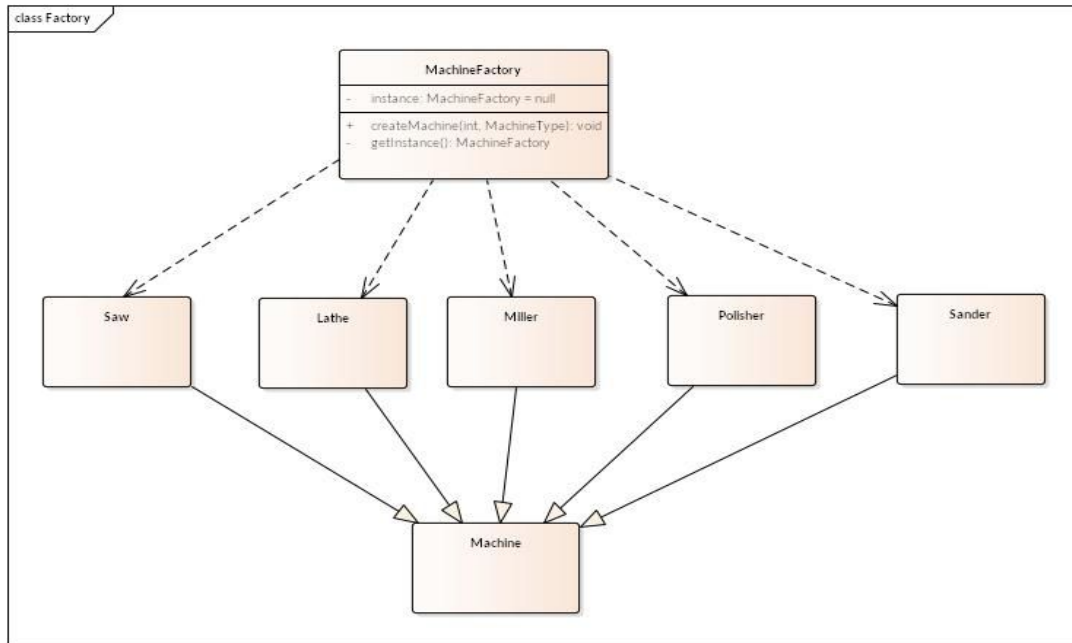 class Factory
MachineFactory
- instance: MachineFactory = null
+ createMachine(int, MachineType): void
- getInstance(): MachineFactory
Saw
Lathe
Miller
Polisher
Sander
Machine